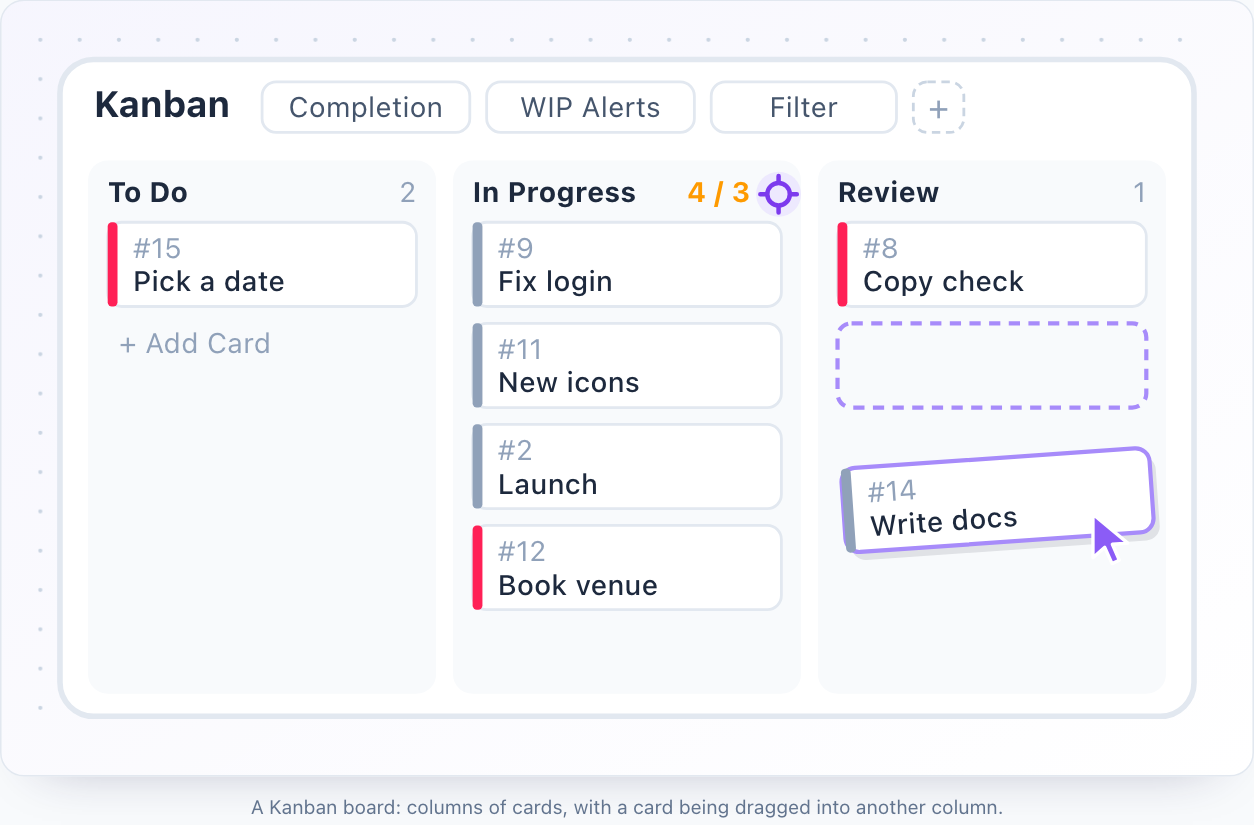 Kanban
Completion
WIP Alerts
Filter
+
To Do
2
#15
Pick a date
+ Add Card
In Progress
4 / 3
#9
Fix login
#11
New icons
#2
Launch
#12
Book venue
Review
1
#8
Copy check
#14
Write docs
A Kanban board: columns of cards, with a card being dragged into another column.